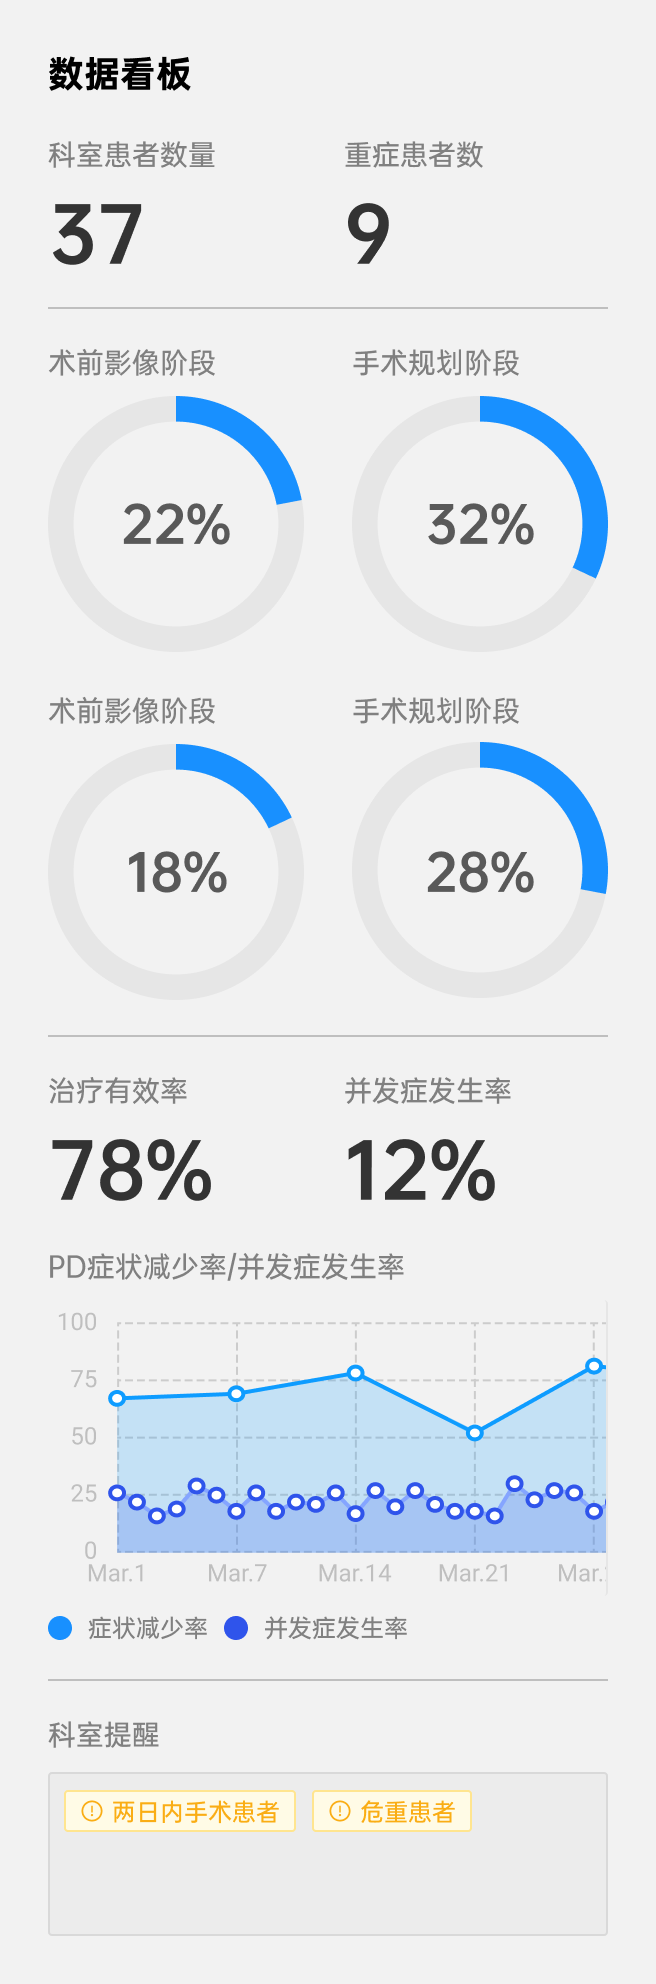 数据看板
科室患者数量
重症患者数
37
9
术前影像阶段
手术规划阶段
22%
32%
术前影像阶段
手术规划阶段
18%
28%
治疗有效率
并发症发生率
78%
12%
PD症状减少率/并发症发生率
100
75
50
25
0
Mar.1
Mar.7
Mar.14
Mar.21
Mar.
症状减少率
并发症发生率
科室提醒
两日内手术患者
危重患者